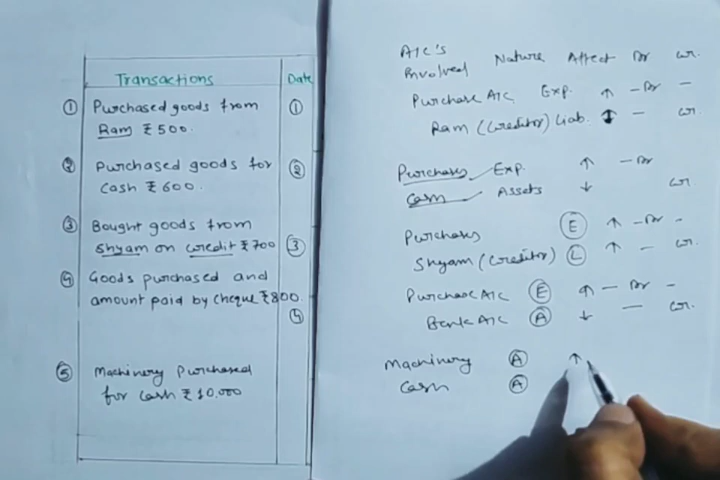 Transactions Date
① Purchased goods from ①
Ram ₹500.
② Purchased goods for ②
Cash ₹600.
③ Bought goods from
Shyam on credit ₹700 ③
④ Goods purchased and
amount paid by Cheque ₹800.
④
⑤ Machinery Purchased
for cash ₹10,000
A/c's
Involved Nature Affect Dr Cr.
Purchase A/c Exp. ↑ - Dr -
Ram (Creditor) Liab. ↑ - Cr.
Purchases Exp. ↑ - Dr
Cash Assets ↓ Cr.
Purchases Ⓔ ↑ - Dr -
Shyam (Creditor) Ⓛ ↑ - Cr.
Purchase A/c Ⓔ ↑ - Dr -
Bank A/c Ⓐ ↓ - Cr.
Machinery Ⓐ ↑
Cash Ⓐ